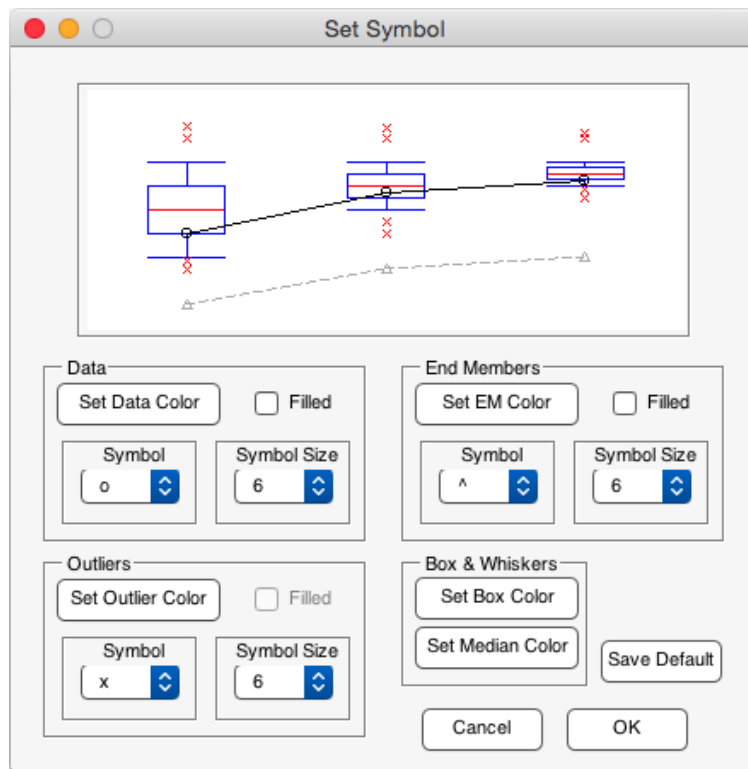 Set Symbol
Data
Set Data Color
Filled
Symbol
Symbol Size
o
6
End Members
Set EM Color
Filled
Symbol
Symbol Size
^
6
Outliers
Set Outlier Color
Filled
Symbol
Symbol Size
x
6
Box & Whiskers
Set Box Color
Set Median Color
Save Default
Cancel
OK